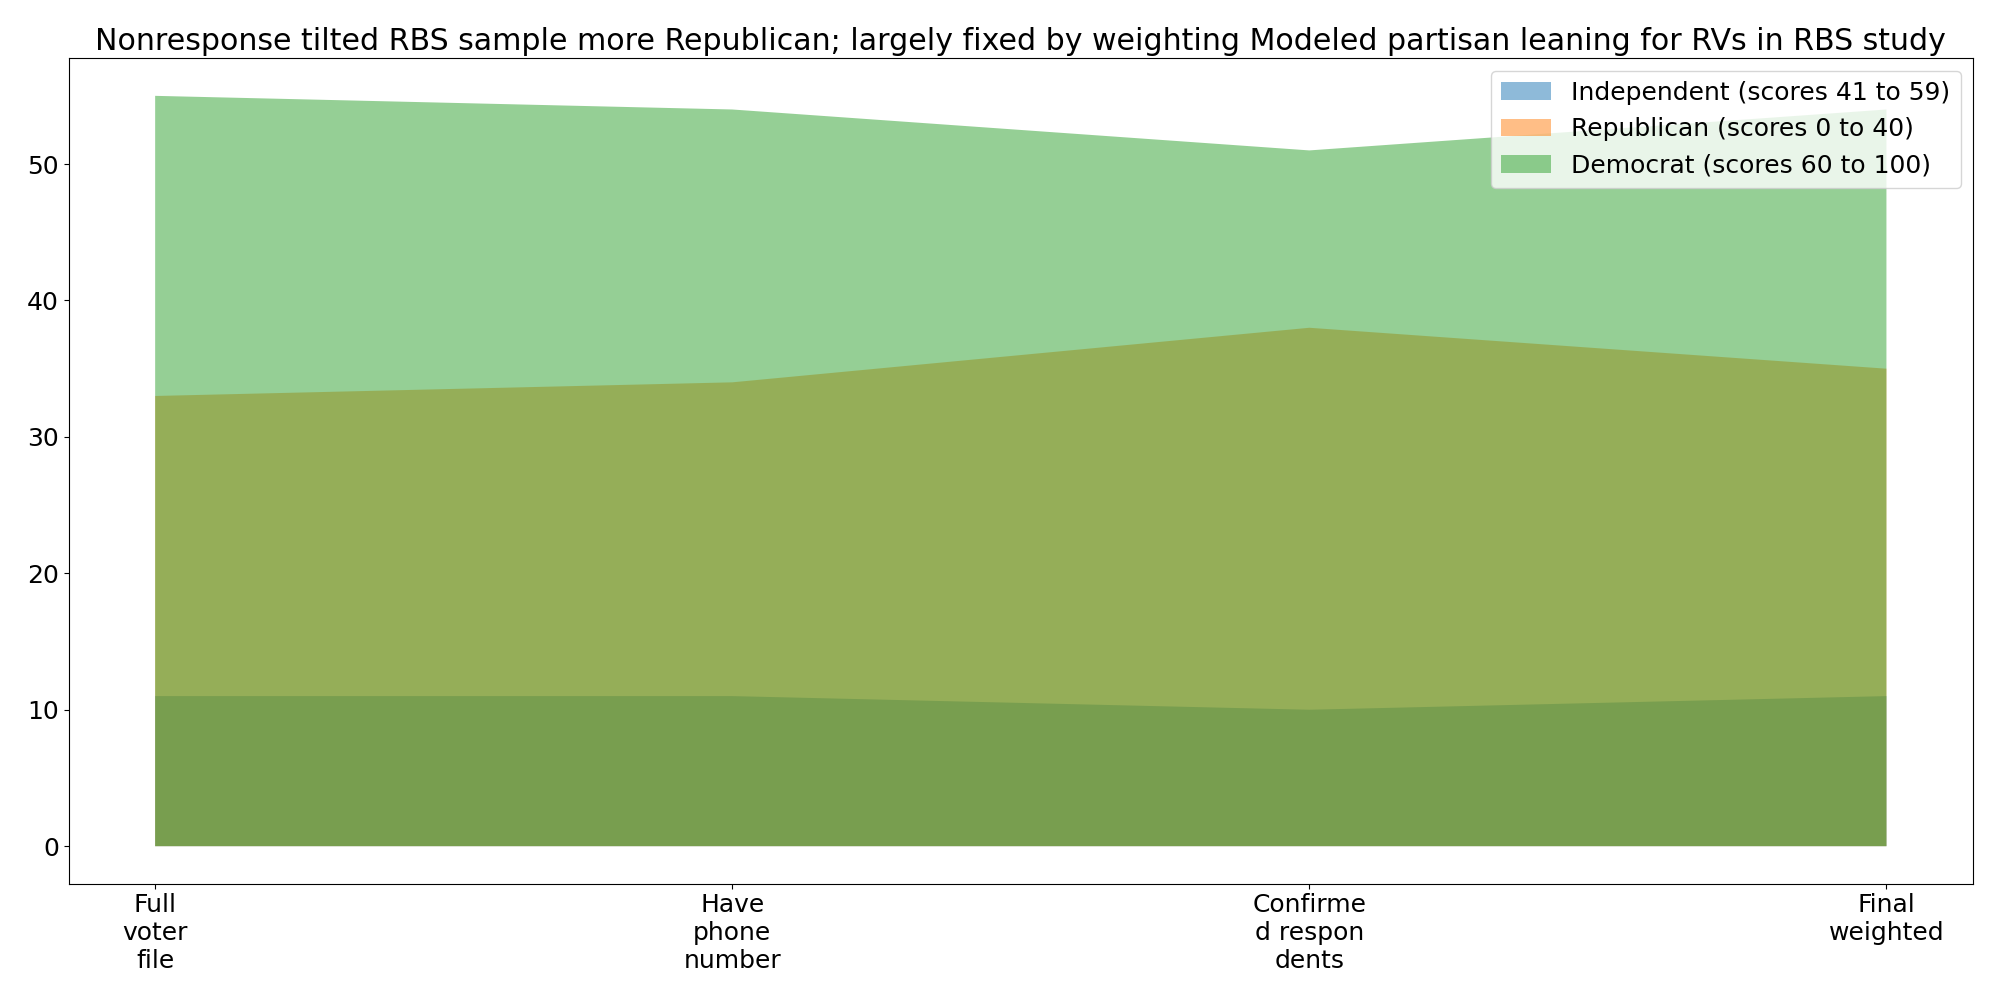 Nonresponse tilted RBS sample more Republican; largely fixed by weighting Modeled partisan leaning for RVs in RBS study
Independent (scores 41 to 59)
Republican (scores 0 to 40)
Democrat (scores 60 to 100)
50
40
30
20
10
0
Full
voter
file
Have
phone
number
Confirme
d respon
dents
Final
weighted